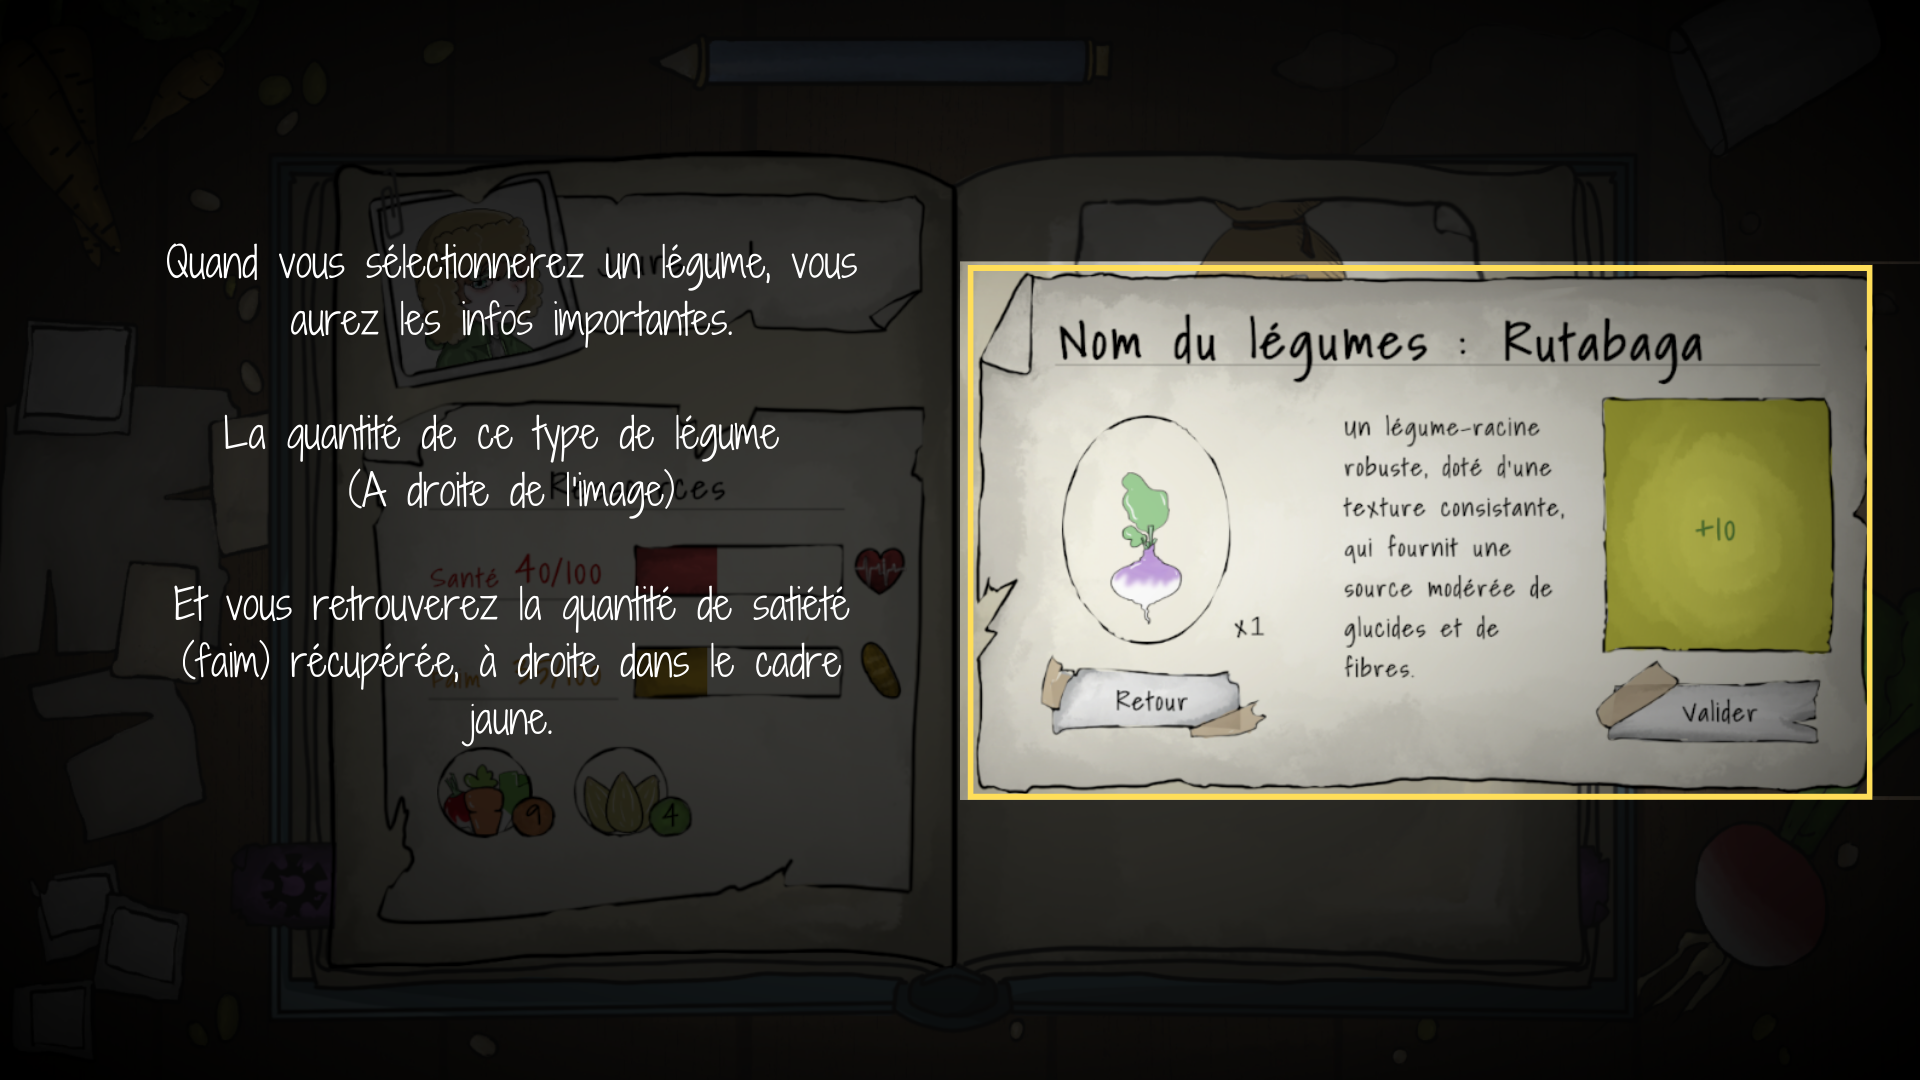 Quand vous sélectionnerez un légume, vous
aurez les infos importantes.
La quantité de ce type de légume
(A droite de l'image)
Et vous retrouverez la quantité de satiété
(faim) récupérée, à droite dans le cadre
jaune.
Santé 40/100
Faim
9
4
Nom du légumes : Rutabaga
un légume-racine
robuste, doté d'une
texture consistante,
qui fournit une
source modérée de
glucides et de
fibres.
+10
x1
Retour
Valider